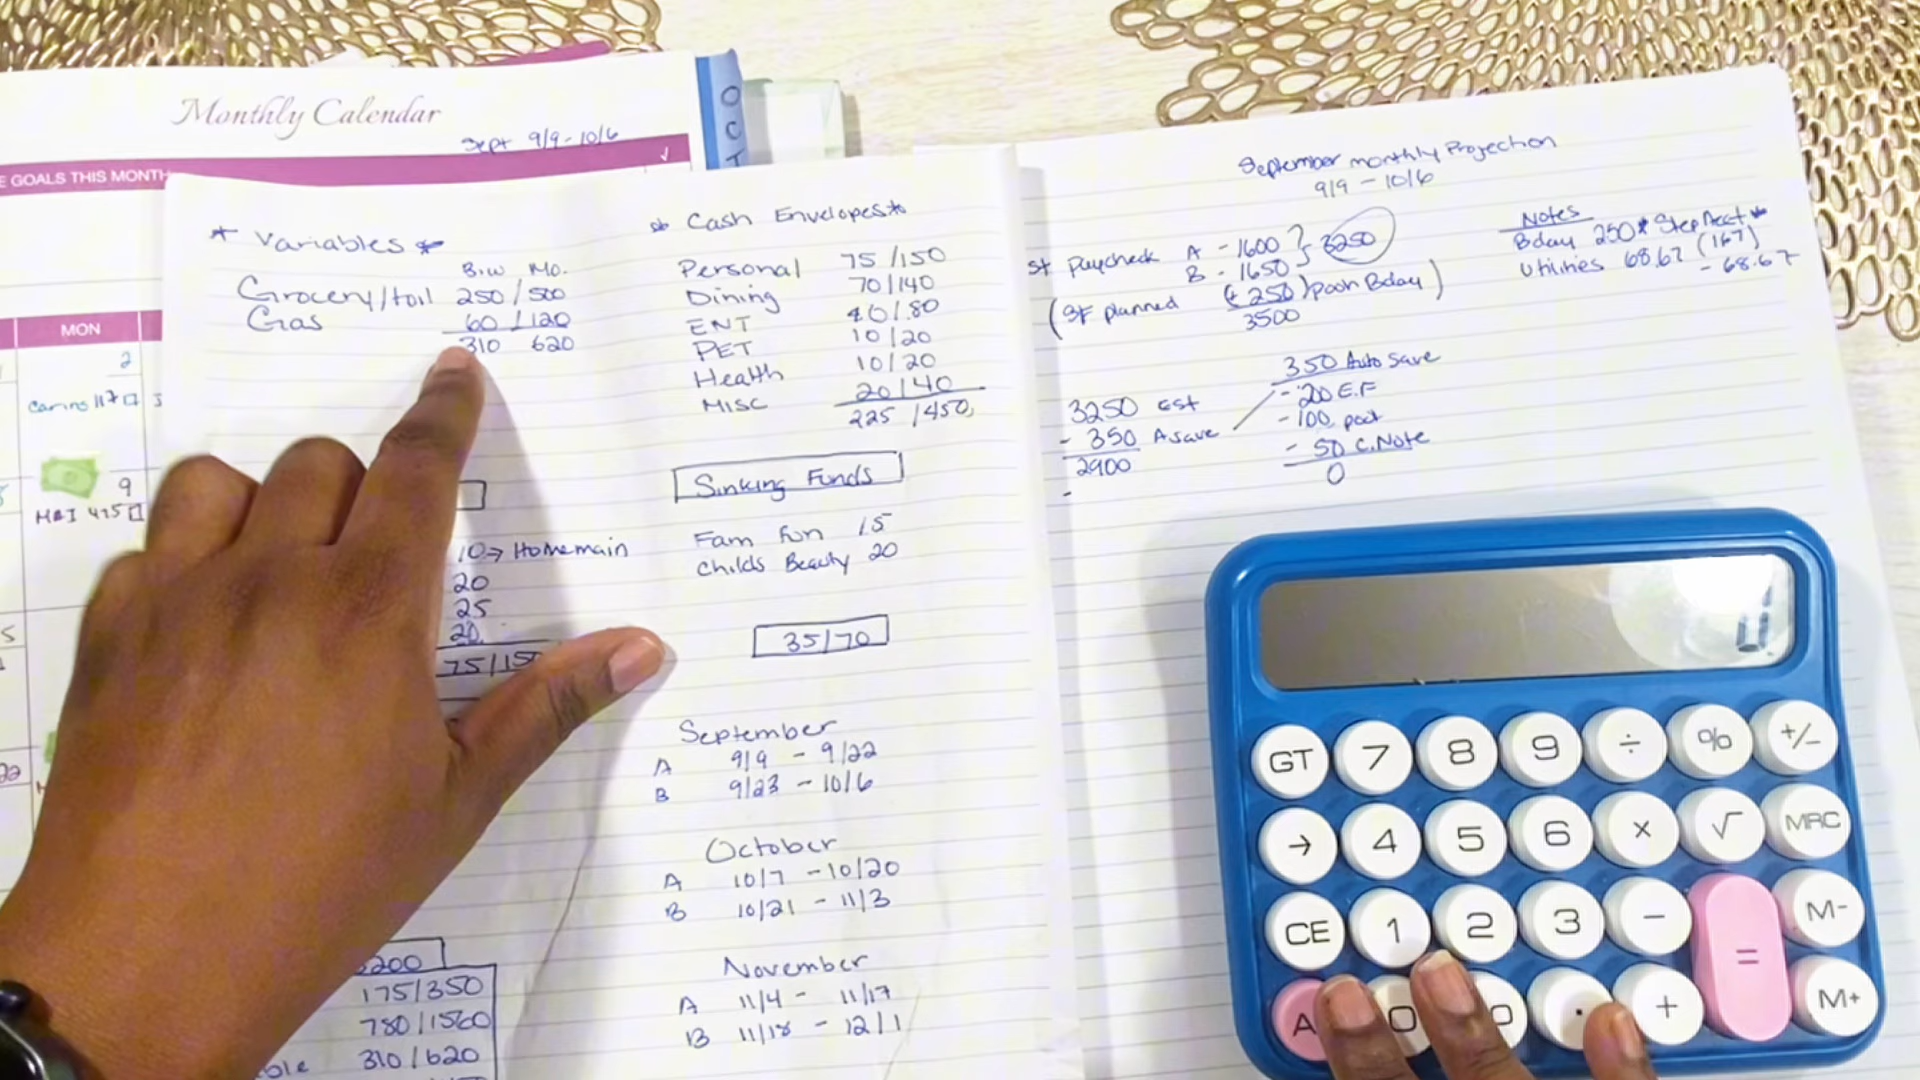 Monthly Calendar
Sept 9/9-10/6
E GOALS THIS MONTH
OCT
MON
2
9
* Variables *
Bi.w Mo.
Grocery/toil 250/500
Gas 60/120
310 620
10→ Homemain
20
25
20
75/150
200
175/350
780/1560
ble 310/620
* Cash Envelopes *
Personal 75/150
Dining 70/140
ENT 40/80
PET 10/20
Health 10/20
MISC 20/40
225/450
Sinking Funds
Fam fun 15
Childs Beauty 20
35/70
September
A 9/9 - 9/22
B 9/23 - 10/6
October
A 10/7 - 10/20
B 10/21 - 11/3
November
A 11/4 - 11/17
B 11/18 - 12/1
September monthly Projection
9/9 - 10/6
Paycheck A - 1600 } 3250
B - 1650
(SF planned (+ 250) Bday)
3500
Notes
Bday 250 * Step *
(167)
Utilities 68.67 - 68.67
3250 Est
- 350 Asave
2900
-
350 Auto Save
- 200 E.F
- 100
- 50 C.Note
0
GT 7 8 9 ÷ % +/-
→ 4 5 6 × √ MRC
CE 1 2 3 - = M-
A 0 . + M+